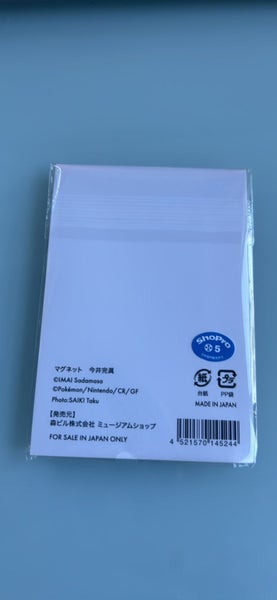 ShoPro
S
マグネット　今井完眞
©IMAI Sadamasa
©Pokémon/Nintendo/CR/GF
Photo:SAIKI Taku
紙
プラ
台紙
PP袋
MADE IN JAPAN
【発売元】
森ビル株式会社 ミュージアムショップ
FOR SALE IN JAPAN ONLY
4 521570 145244